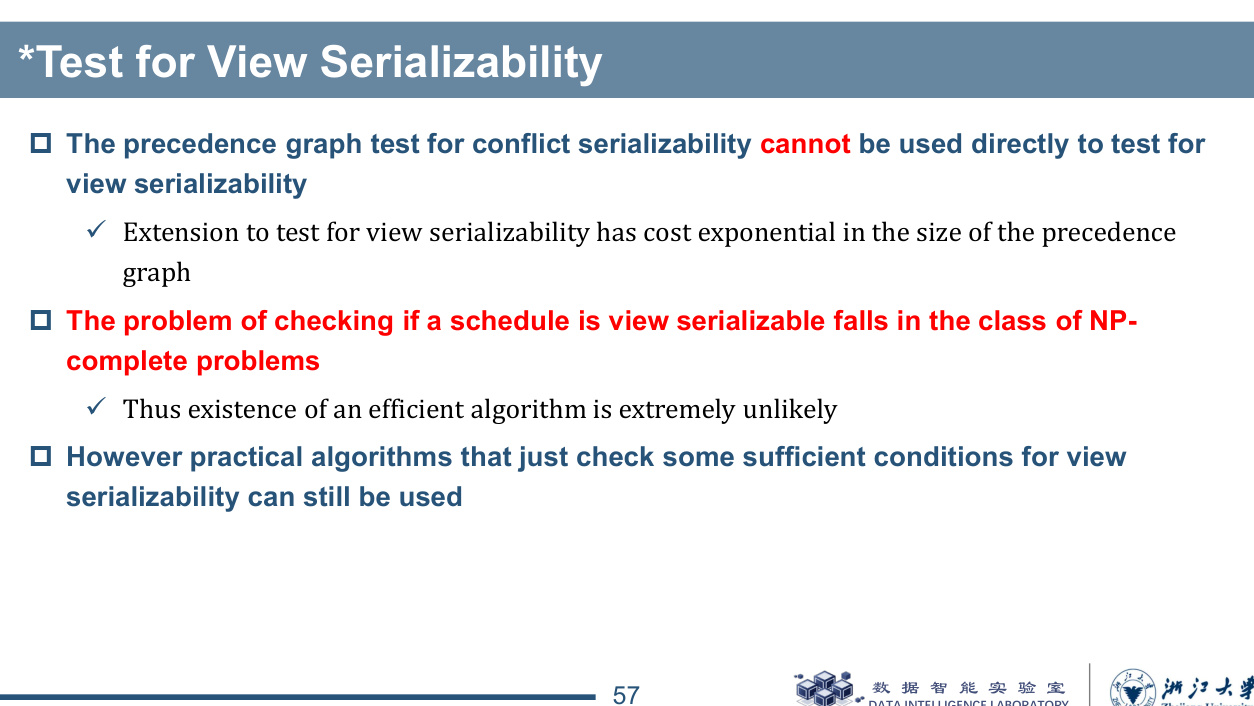 *Test for View Serializability
The precedence graph test for conflict serializability cannot be used directly to test for
view serializability
Extension to test for view serializability has cost exponential in the size of the precedence
graph
The problem of checking if a schedule is view serializable falls in the class of NP-
complete problems
Thus existence of an efficient algorithm is extremely unlikely
However practical algorithms that just check some sufficient conditions for view
serializability can still be used
57
数据智能实验室
DATA INTELLIGENCE LABORATORY
浙江大学